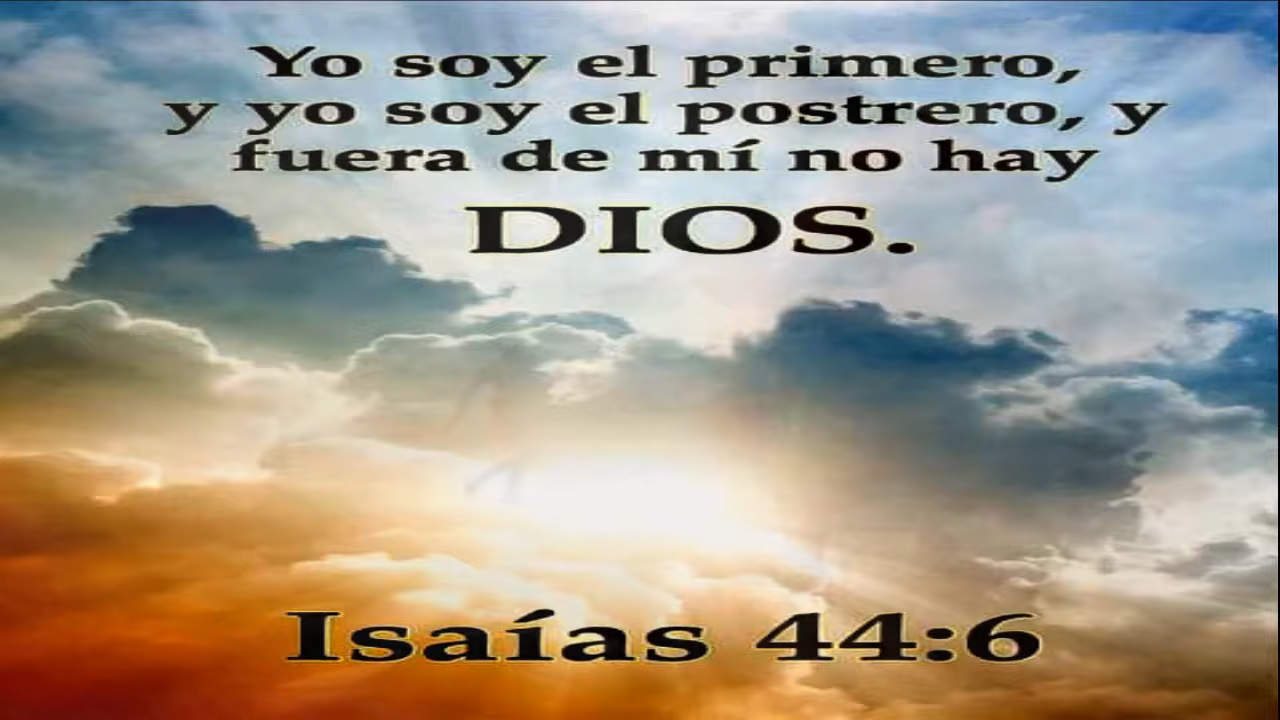 Yo soy el primero,
y yo soy el postrero, y
fuera de mí no hay
DIOS.
Isaías 44:6